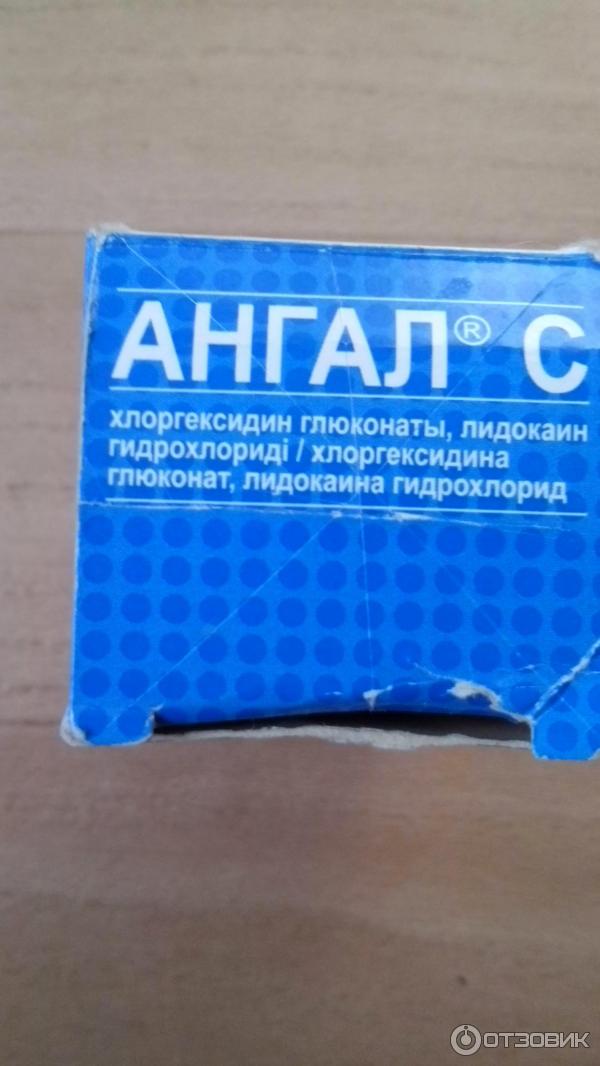 АНГАЛ® С
хлоргексидин глюконаты, лидокаин
гидрохлориді / хлоргексидина
глюконат, лидокаина гидрохлорид
ОТЗОВИК